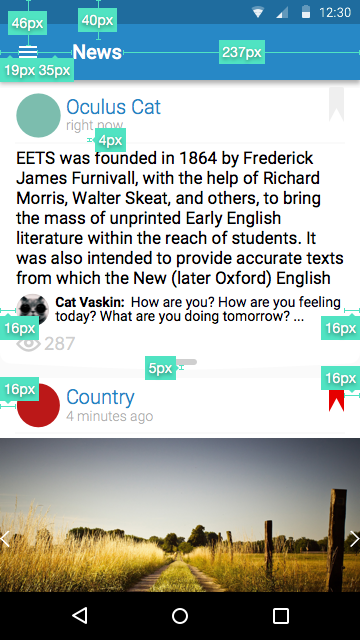 46px
40px
12:30
News
237px
19px
35px
Oculus Cat
right now
4px
EETS was founded in 1864 by Frederick
James Furnivall, with the help of Richard
Morris, Walter Skeat, and others, to bring
the mass of unprinted Early English
literature within the reach of students. It
was also intended to provide accurate texts
from which the New (later Oxford) English
Cat Vaskin: How are you? How are you feeling
today? What are you doing tomorrow? ...
16px
16px
287
5px
16px
16px
Country
4 minutes ago